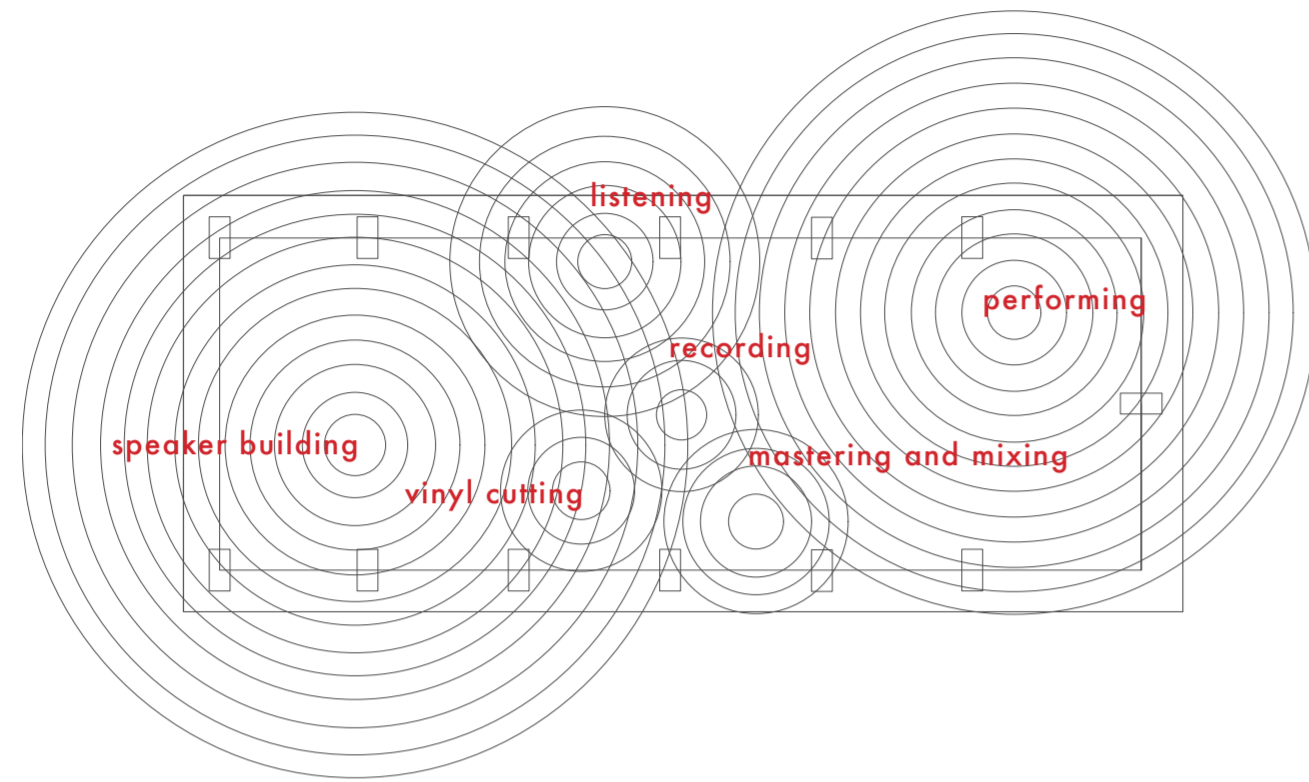 listening
performing
recording
speaker building
mastering and mixing
vinyl cutting